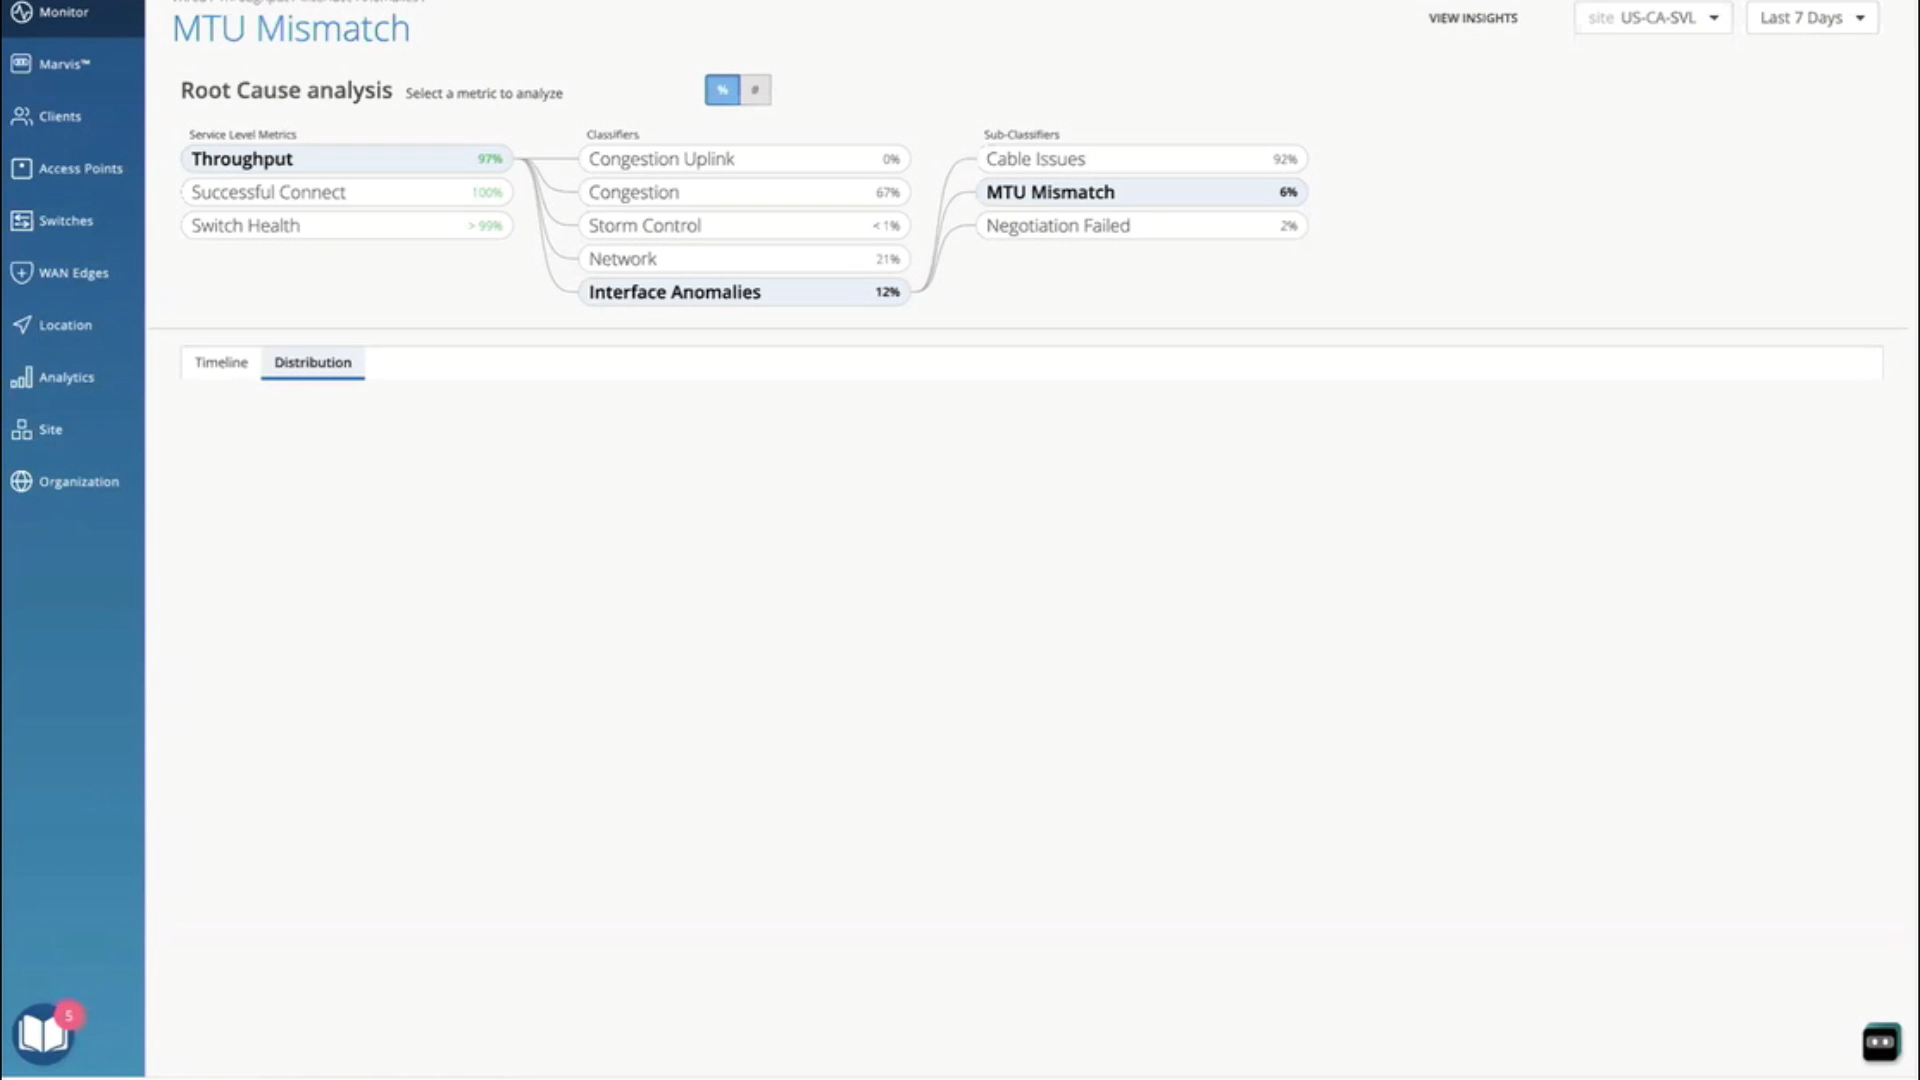 Monitor
Marvis™
Clients
Access Points
Switches
WAN Edges
Location
Analytics
Site
Organization
5
MTU Mismatch
VIEW INSIGHTS
site US-CA-SVL
Last 7 Days
Root Cause analysis Select a metric to analyze
% #
Service Level Metrics
Throughput 97%
Successful Connect 100%
Switch Health > 99%
Classifiers
Congestion Uplink 0%
Congestion 67%
Storm Control < 1%
Network 21%
Interface Anomalies 12%
Sub-Classifiers
Cable Issues 92%
MTU Mismatch 6%
Negotiation Failed 2%
Timeline Distribution